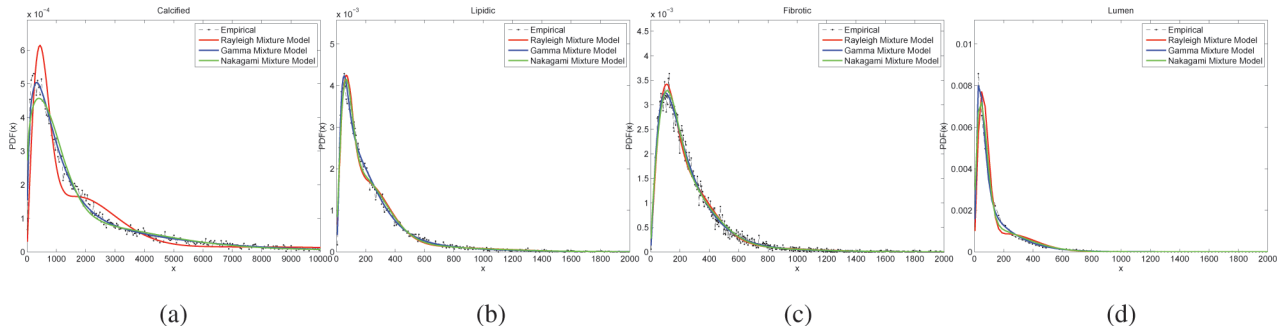 Calcified
x 10⁻⁴
6
5
4
3
2
1
0
PDF(x)
0 1000 2000 3000 4000 5000 6000 7000 8000 9000 10000
x
Empirical
Rayleigh Mixture Model
Gamma Mixture Model
Nakagami Mixture Model
(a)
Lipidic
x 10⁻³
5
4
3
2
1
0
PDF(x)
0 200 400 600 800 1000 1200 1400 1600 1800 2000
x
Empirical
Rayleigh Mixture Model
Gamma Mixture Model
Nakagami Mixture Model
(b)
Fibrotic
x 10⁻³
4.5
4
3.5
3
2.5
2
1.5
1
0.5
0
PDF(x)
0 200 400 600 800 1000 1200 1400 1600 1800 2000
x
Empirical
Rayleigh Mixture Model
Gamma Mixture Model
Nakagami Mixture Model
(c)
Lumen
0.01
0.008
0.006
0.004
0.002
0
PDF(x)
0 200 400 600 800 1000 1200 1400 1600 1800 2000
x
Empirical
Rayleigh Mixture Model
Gamma Mixture Model
Nakagami Mixture Model
(d)